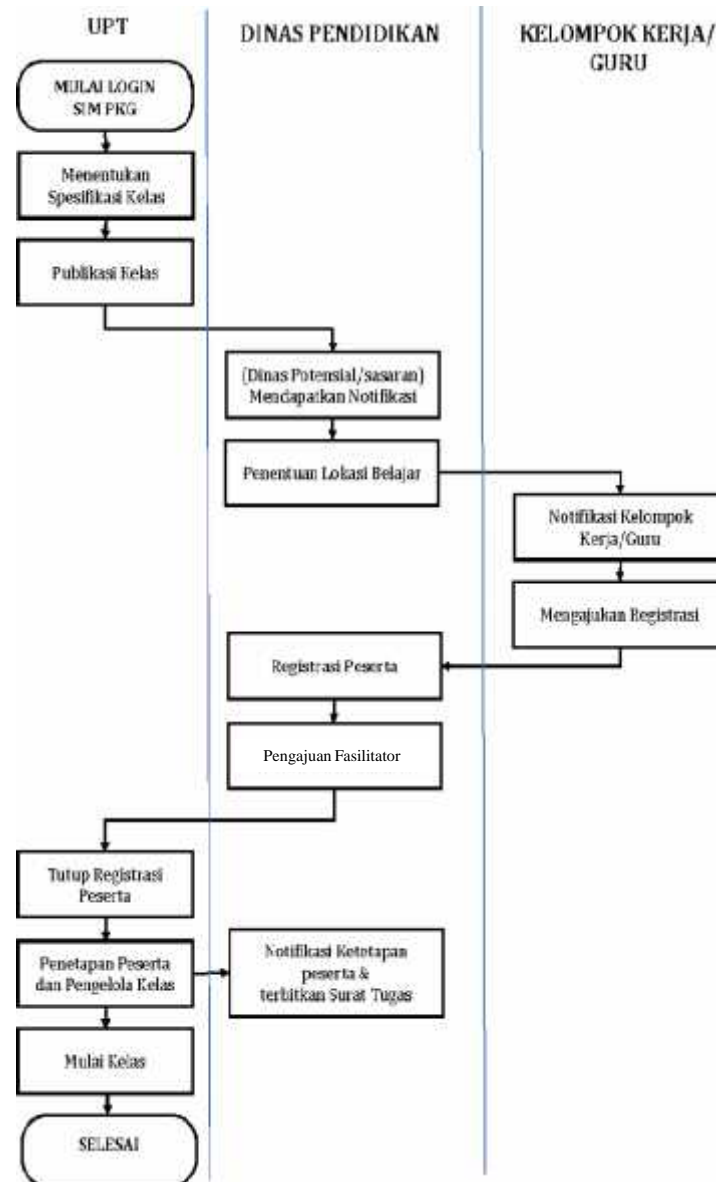 UPT
DINAS PENDIDIKAN
KELOMPOK KERJA/
GURU
MULAI LOGIN
SIM PKG
Menentukan
Spesifikasi Kelas
Publikasi Kelas
(Dinas Potensial/sasaran)
Mendapatkan Notifikasi
Penentuan Lokasi Belajar
Notifikasi Kelompok
Kerja/Guru
Mengajukan Registrasi
Registrasi Peserta
Pengajuan Fasilitator
Tutup Registrasi
Peserta
Penetapan Peserta
dan Pengelola Kelas
Notifikasi Ketetapan
peserta &
terbitkan Surat Tugas
Mulai Kelas
SELESAI